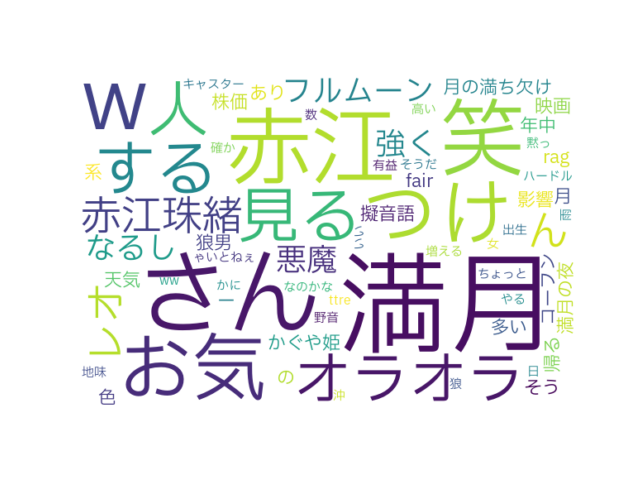 キャスター
W
人
株価
あり
フルムーン
月の満ち欠け
映画
年中
高い
数
赤江
笑
強く
黙っ
rag
系
する
確か
有益
そうだ
ハードル
fair
影響
月
赤江珠緒
見る
つけ
ん
擬音語
出生
なるし
狼男
悪魔
増える
女
ゃいとねぇ
天気
ww
レオ
さん
満月
コーフン
満月の夜
かに
ー
なのかな
ちょっと
ttre
やる
野音
多い
帰る
かぐや姫
地味
お気
の
オラオラ
狼
日
そう
色
沖